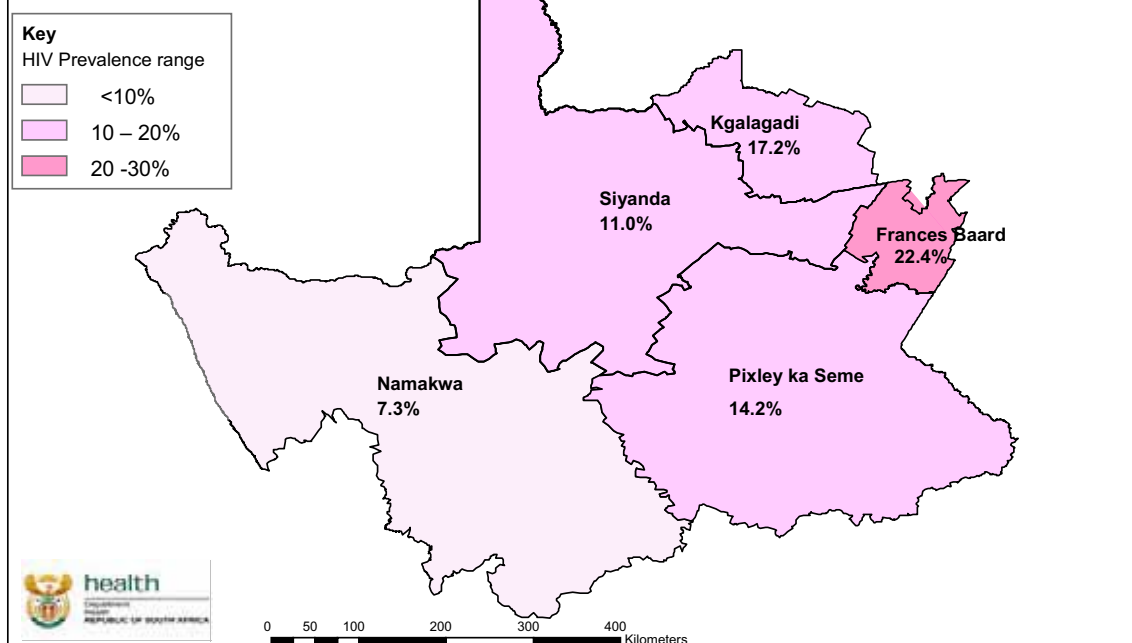 Key
HIV Prevalence range
<10%
10 – 20%
20 -30%
Kgalagadi
17.2%
Siyanda
11.0%
Frances Baard
22.4%
Namakwa
7.3%
Pixley ka Seme
14.2%
health
Department:
Health
REPUBLIC OF SOUTH AFRICA
0 50 100 200 300 400
Kilometers